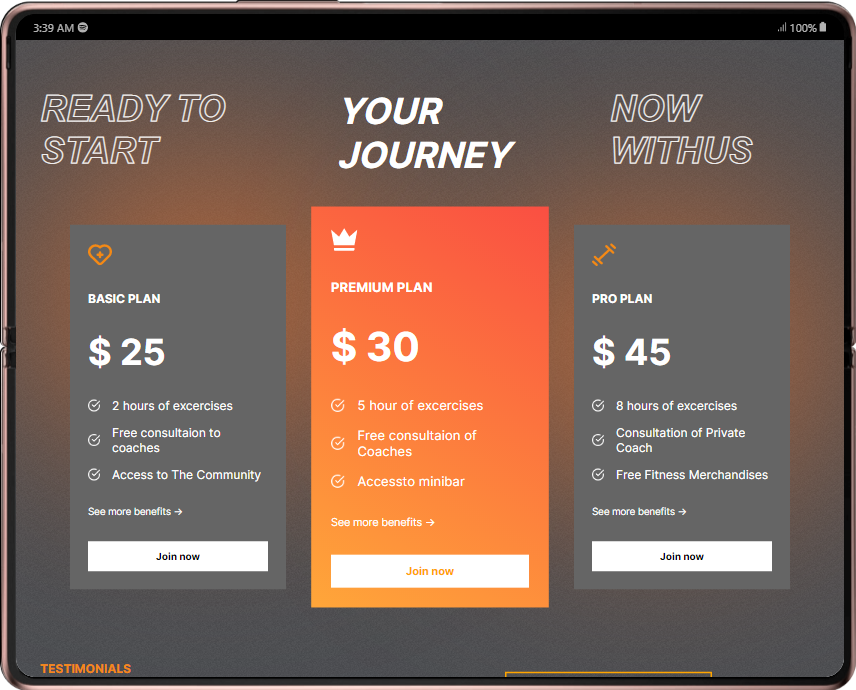 3:39 AM
100%
READY TO
START
YOUR
JOURNEY
NOW
WITHUS
BASIC PLAN
$ 25
2 hours of excercises
Free consultaion to
coaches
Access to The Community
See more benefits →
Join now
PREMIUM PLAN
$ 30
5 hour of excercises
Free consultaion of
Coaches
Accessto minibar
See more benefits →
Join now
PRO PLAN
$ 45
8 hours of excercises
Consultation of Private
Coach
Free Fitness Merchandises
See more benefits →
Join now
TESTIMONIALS